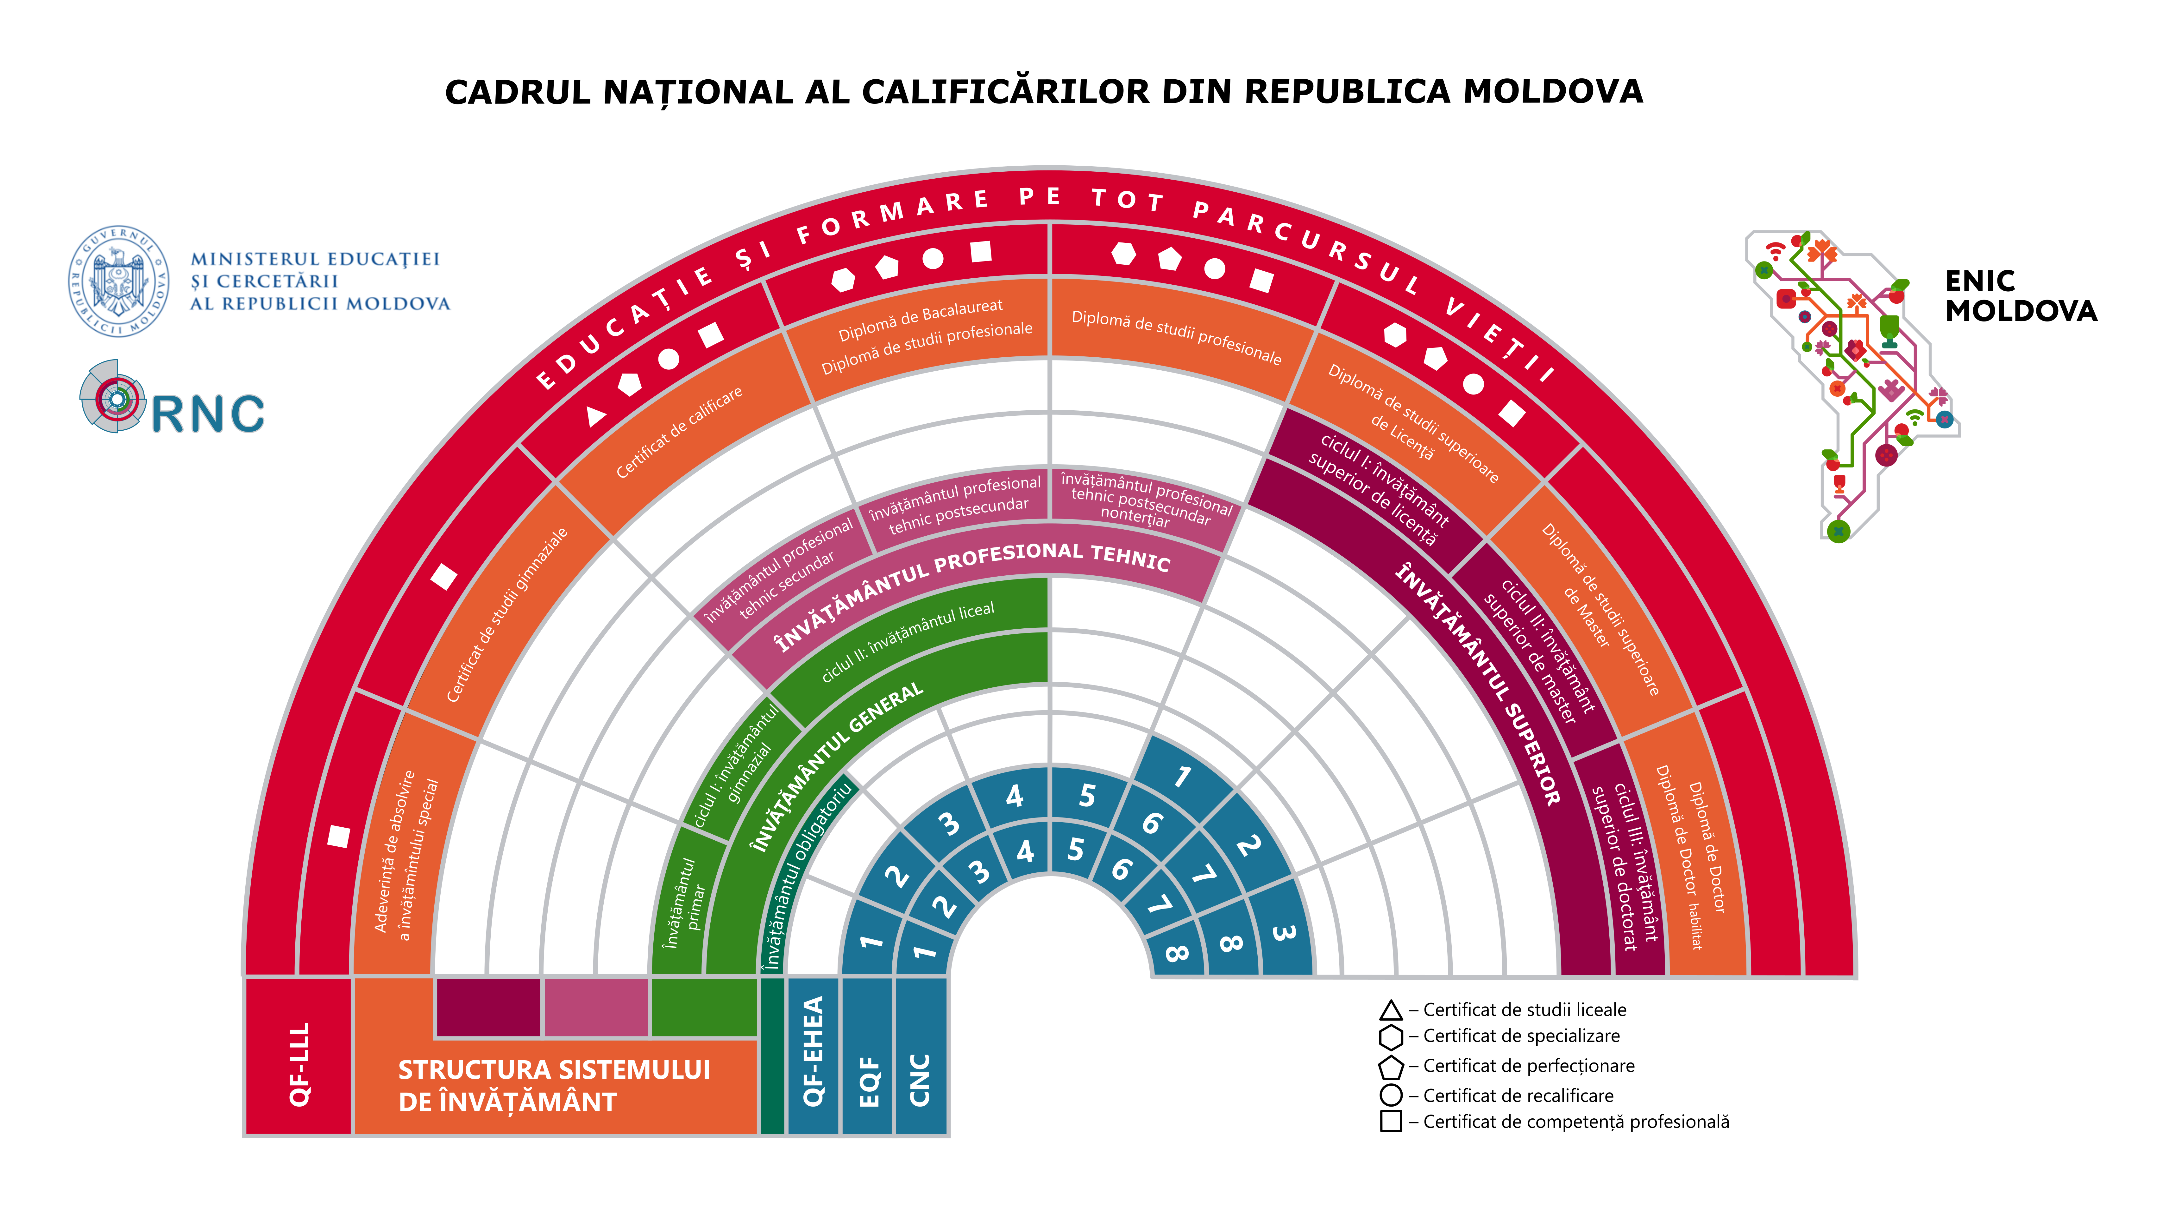 CADRUL NAȚIONAL AL CALIFICĂRILOR DIN REPUBLICA MOLDOVA
GUVERNUL
REPUBLICII MOLDOVA
MINISTERUL EDUCAȚIEI
ȘI CERCETĂRII
AL REPUBLICII MOLDOVA
RNC
ENIC
MOLDOVA
EDUCAȚIE ȘI FORMARE PE TOT PARCURSUL VIEȚII
Adeverință de absolvire
a învățămîntului special
Certificat de studii gimnaziale
Certificat de calificare
Diplomă de Bacalaureat
Diplomă de studii profesionale
Diplomă de studii profesionale
Diplomă de studii superioare
de Licență
Diplomă de studii superioare
de Master
Diplomă de Doctor
Diplomă de Doctor habilitat
ciclul I: învățământ
superior de licență
ciclul II: învățământ
superior de master
ciclul III: învățământ
superior de doctorat
ÎNVĂȚĂMÂNTUL SUPERIOR
învățământul profesional
tehnic secundar
învățământul profesional
tehnic postsecundar
învățământul profesional
tehnic postsecundar
nonterțiar
ÎNVĂȚĂMÂNTUL PROFESIONAL TEHNIC
Învățământul
primar
ciclul I: învățământul
gimnazial
ciclul II: învățământul liceal
ÎNVĂȚĂMÂNTUL GENERAL
Învățământul obligatoriu
1 2 3
1 2 3 4 5 6 7 8
1 2 3 4 5 6 7 8
QF-LLL
STRUCTURA SISTEMULUI
DE ÎNVĂȚĂMÂNT
QF-EHEA
EQF
CNC
– Certificat de studii liceale
– Certificat de specializare
– Certificat de perfecționare
– Certificat de recalificare
– Certificat de competență profesională